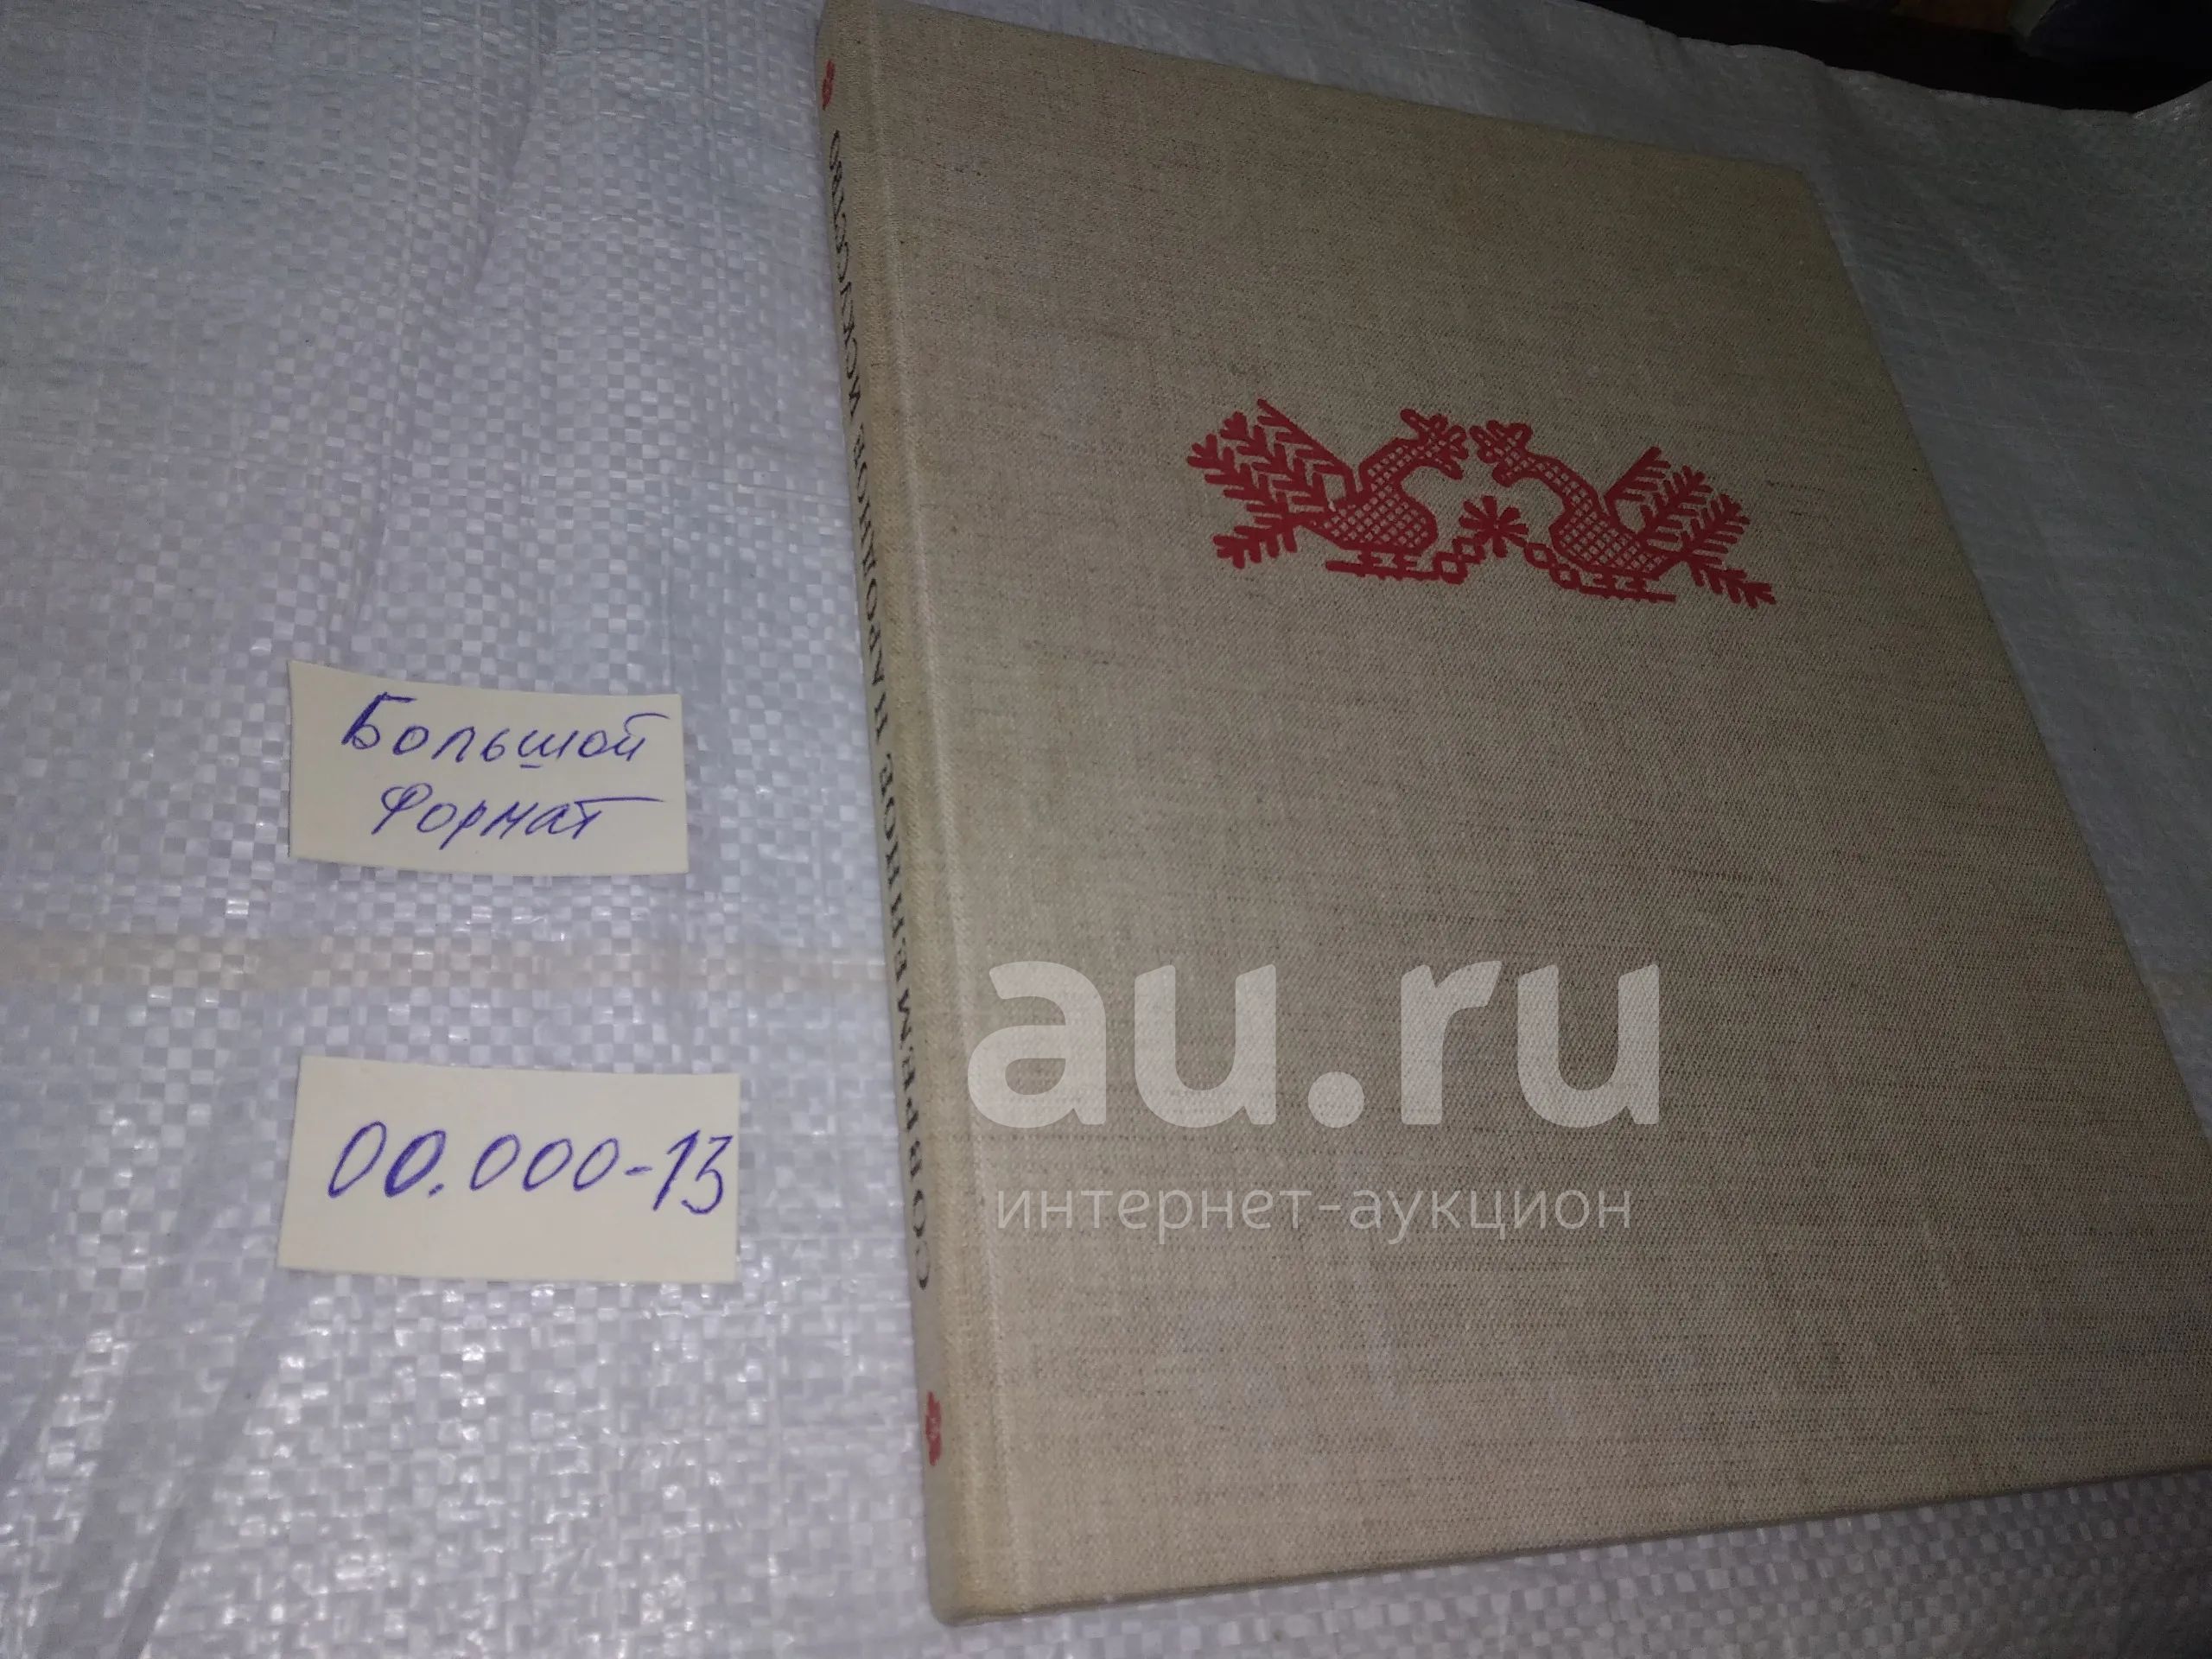 СОВРЕМЕННОЕ НАРОДНОЕ ИСКУССТВО
Большой
Формат
00.000-13
au.ru
интернет-аукцион